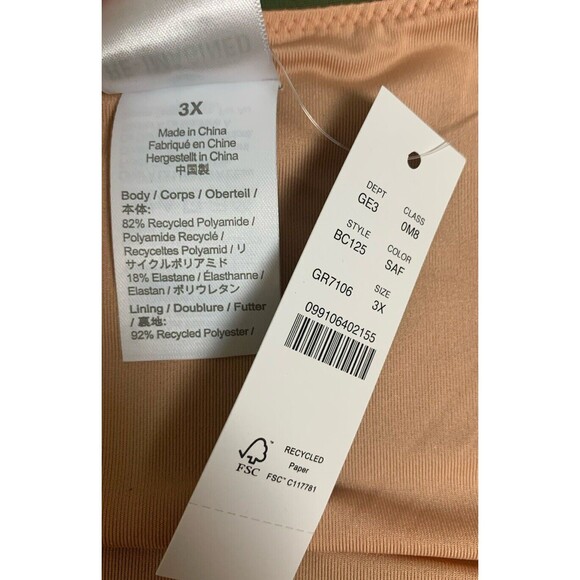 3X
Made in China
Fabriqué en Chine
Hergestellt in China
中国製
Body / Corps / Oberteil /
本体:
82% Recycled Polyamide /
Polyamide Recyclé /
Recyceltes Polyamid / リ
サイクルポリアミド
18% Elastane / Élasthanne /
Elastan / ポリウレタン
Lining / Doublure / Futter
/ 裏地:
92% Recycled Polyester /
DEPT CLASS
GE3 0M8
STYLE COLOR
BC125 SAF
SIZE
GR7106 3X
099106402155
FSC™
RECYCLED
Paper
FSC™ C117781